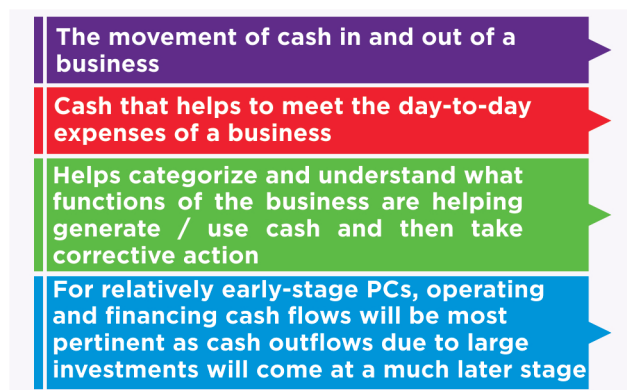 The movement of cash in and out of a
business
Cash that helps to meet the day-to-day
expenses of a business
Helps categorize and understand what
functions of the business are helping
generate / use cash and then take
corrective action
For relatively early-stage PCs, operating
and financing cash flows will be most
pertinent as cash outflows due to large
investments will come at a much later stage